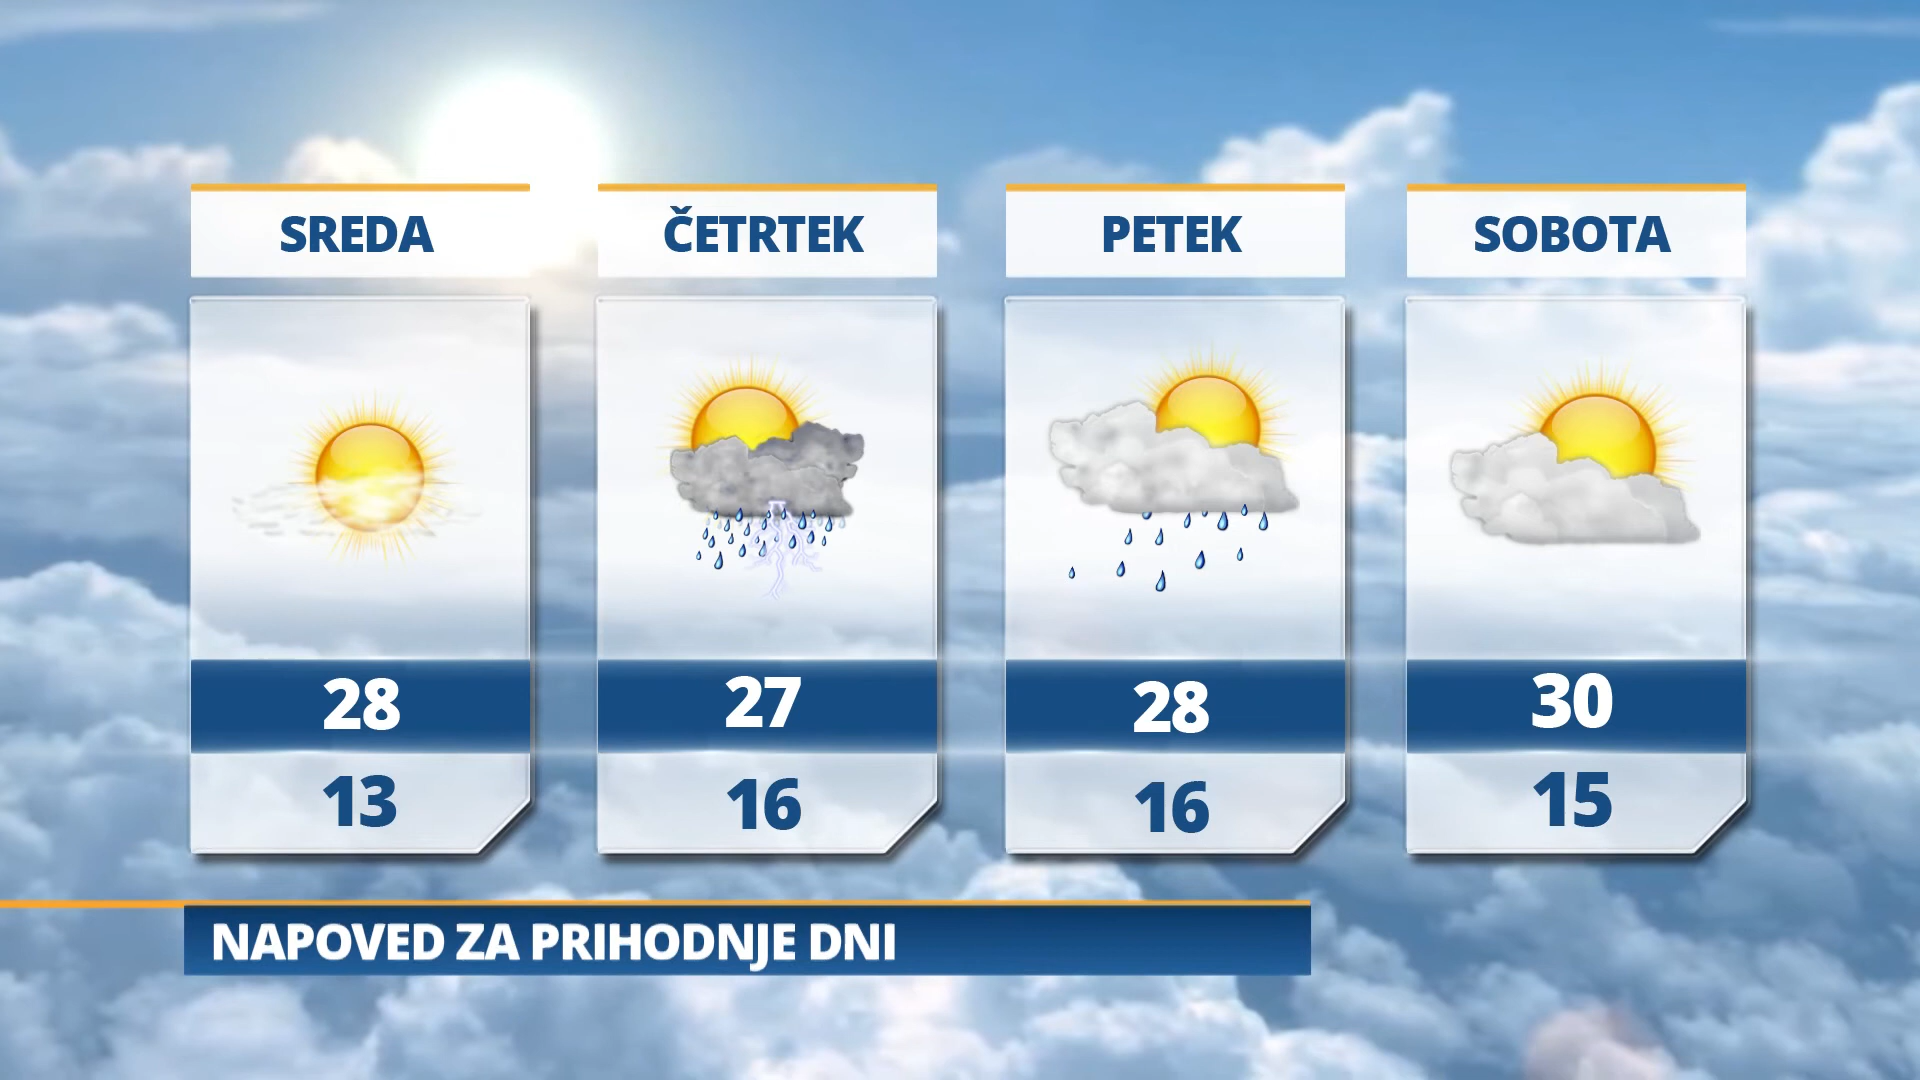 SREDA
ČETRTEK
PETEK
SOBOTA
28
27
28
30
13
16
16
15
NAPOVED ZA PRIHODNJE DNI